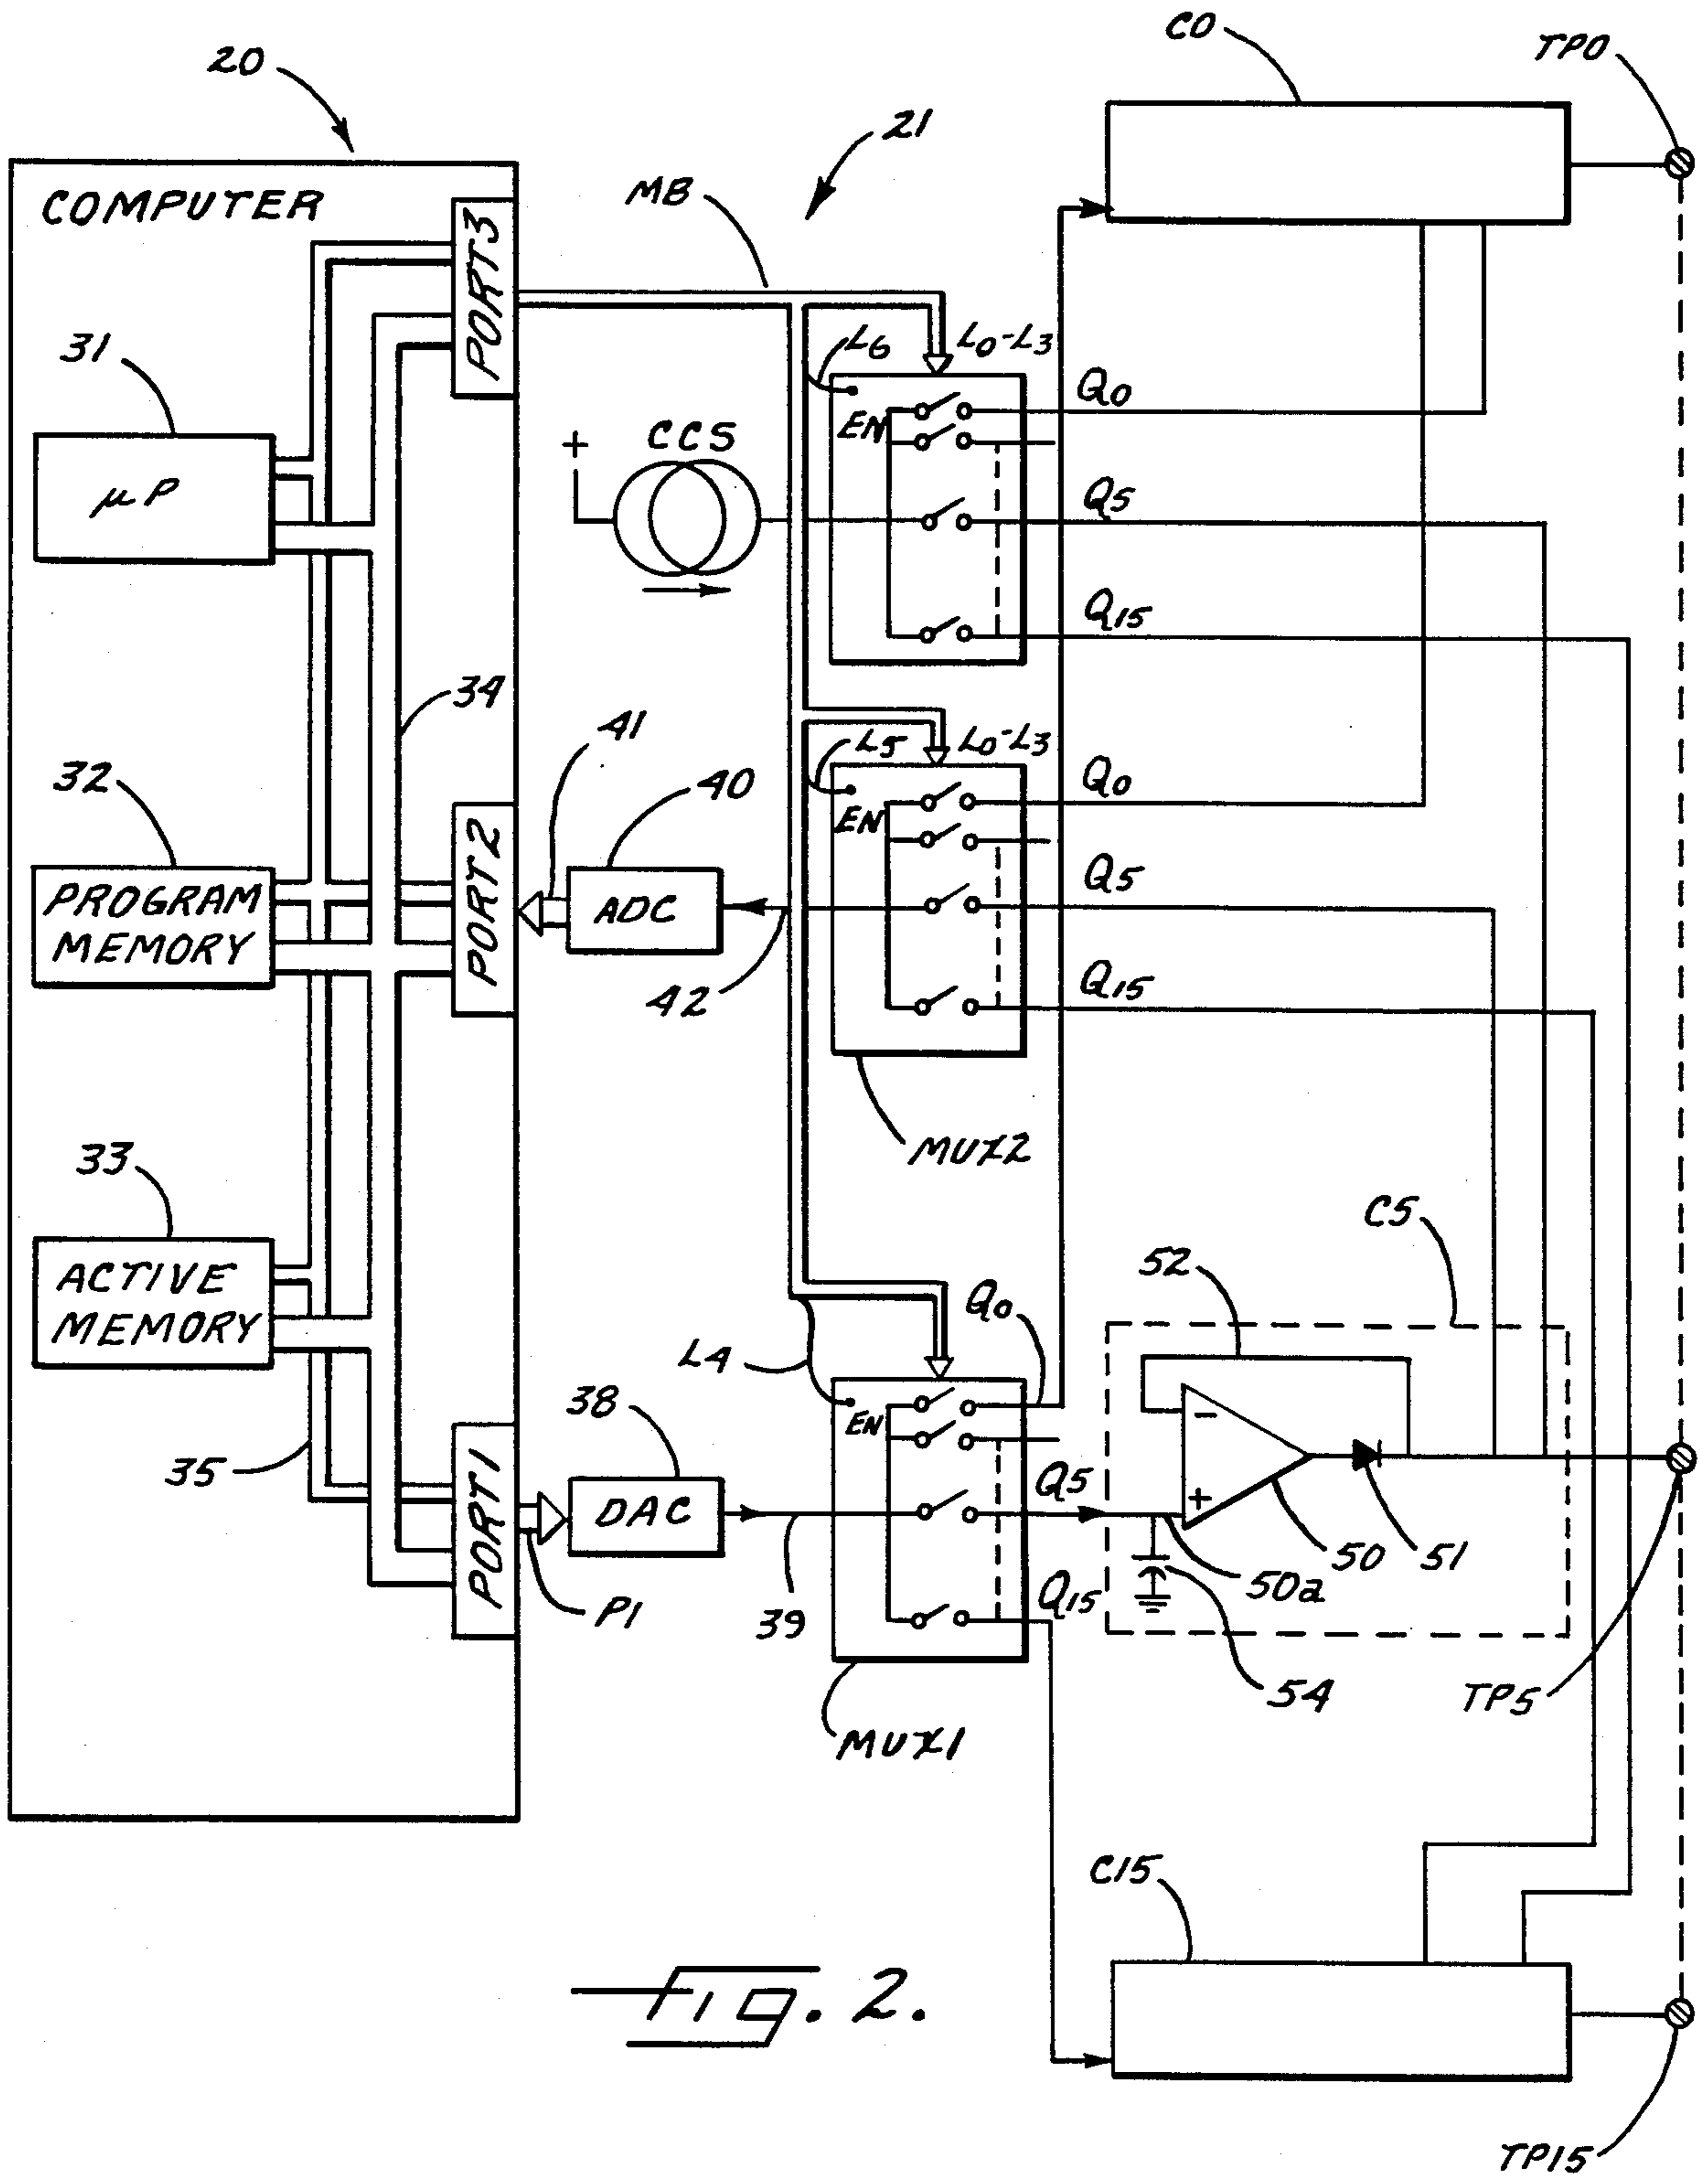 CO
TPO
20
21
COMPUTER
MB
PORT3
31
L6
L0-L3
Q0
+
CCS
EN
µP
Q5
Q15
34
41
L5
L0-L3
32
40
Q0
EN
PORT2
PROGRAM
MEMORY
ADC
Q5
42
Q15
33
MUX2
C5
52
ACTIVE
MEMORY
Q0
L4
38
EN
-
35
PORT1
DAC
Q5
+
50
51
50a
P1
39
Q15
54
TP5
MUX1
C15
Fig. 2.
TP15